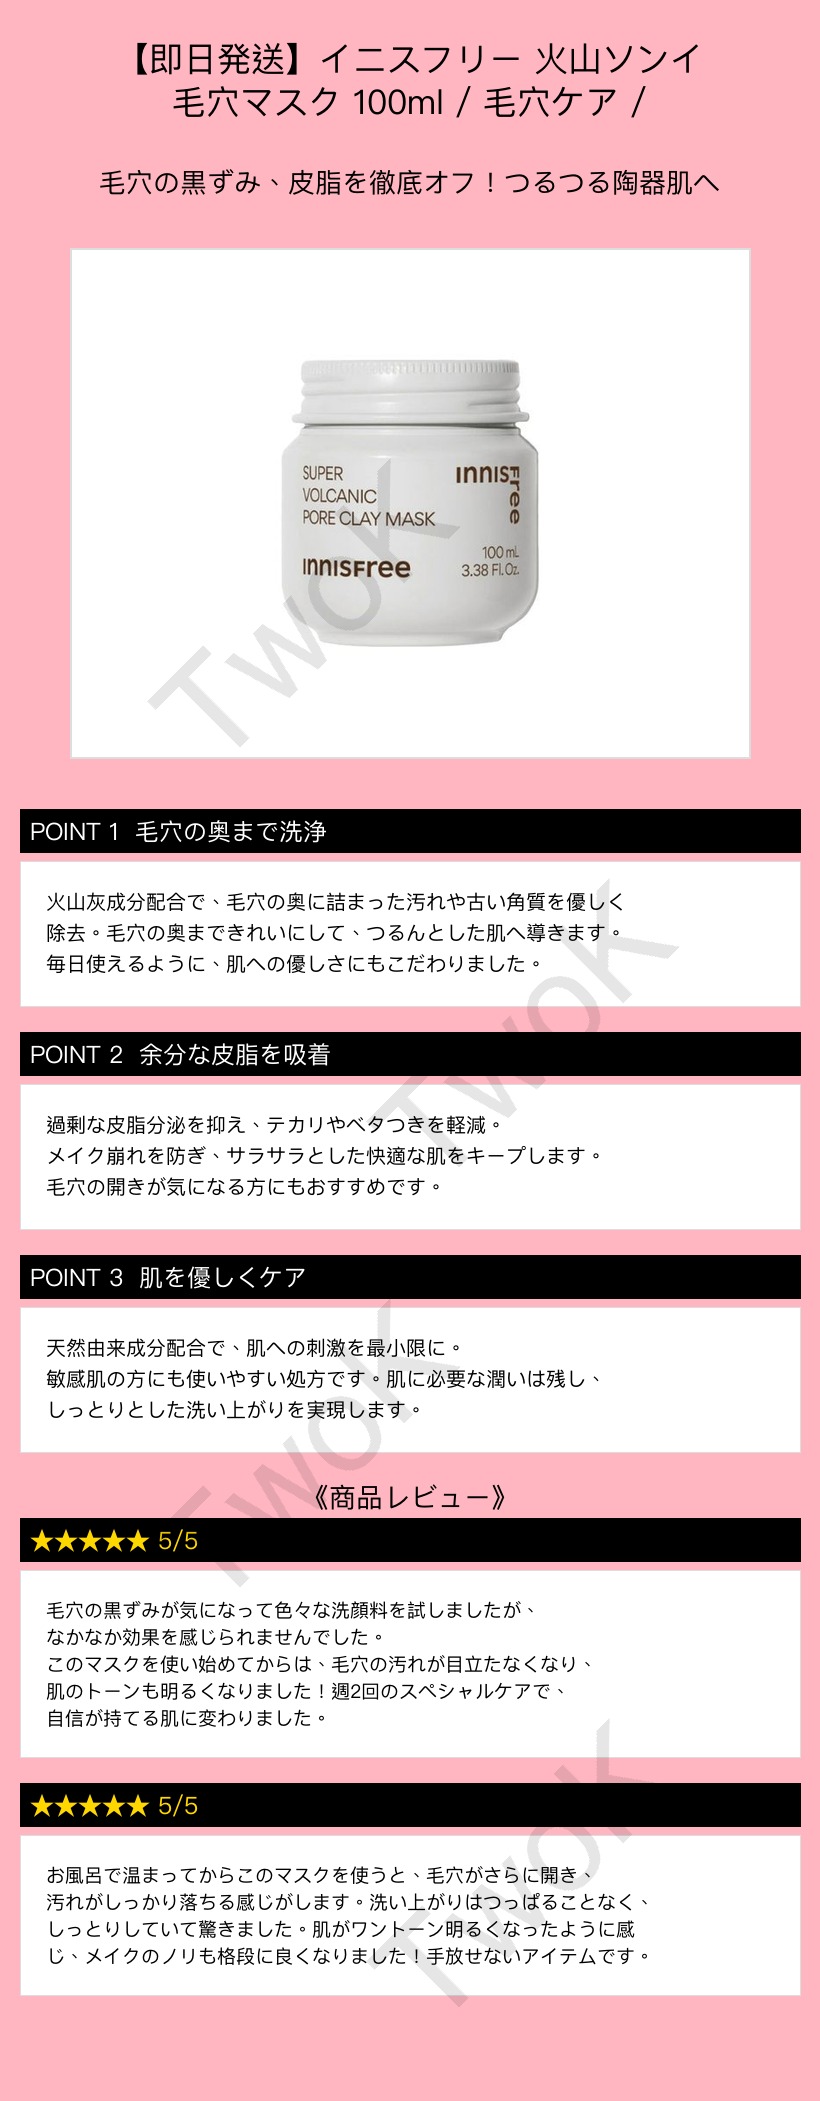 【即日発送】イニスフリー 火山ソンイ
毛穴マスク 100ml / 毛穴ケア /
毛穴の黒ずみ、皮脂を徹底オフ！つるつる陶器肌へ
SUPER
VOLCANIC
PORE CLAY MASK
innisfree
innisfree
100 mL
3.38 Fl. Oz.
TwoK
POINT 1 毛穴の奥まで洗浄
火山灰成分配合で、毛穴の奥に詰まった汚れや古い角質を優しく
除去。毛穴の奥まできれいにして、つるんとした肌へ導きます。
毎日使えるように、肌への優しさにもこだわりました。
TwoK
POINT 2 余分な皮脂を吸着
過剰な皮脂分泌を抑え、テカリやベタつきを軽減。
メイク崩れを防ぎ、サラサラとした快適な肌をキープします。
毛穴の開きが気になる方にもおすすめです。
POINT 3 肌を優しくケア
天然由来成分配合で、肌への刺激を最小限に。
敏感肌の方にも使いやすい処方です。肌に必要な潤いは残し、
しっとりとした洗い上がりを実現します。
TwoK
《商品レビュー》
★★★★★ 5/5
毛穴の黒ずみが気になって色々な洗顔料を試しましたが、
なかなか効果を感じられませんでした。
このマスクを使い始めてからは、毛穴の汚れが目立たなくなり、
肌のトーンも明るくなりました！週2回のスペシャルケアで、
自信が持てる肌に変わりました。
★★★★★ 5/5
お風呂で温まってからこのマスクを使うと、毛穴がさらに開き、
汚れがしっかり落ちる感じがします。洗い上がりはつっぱることなく、
しっとりしていて驚きました。肌がワントーン明るくなったように感
じ、メイクのノリも格段に良くなりました！手放せないアイテムです。
TwoK